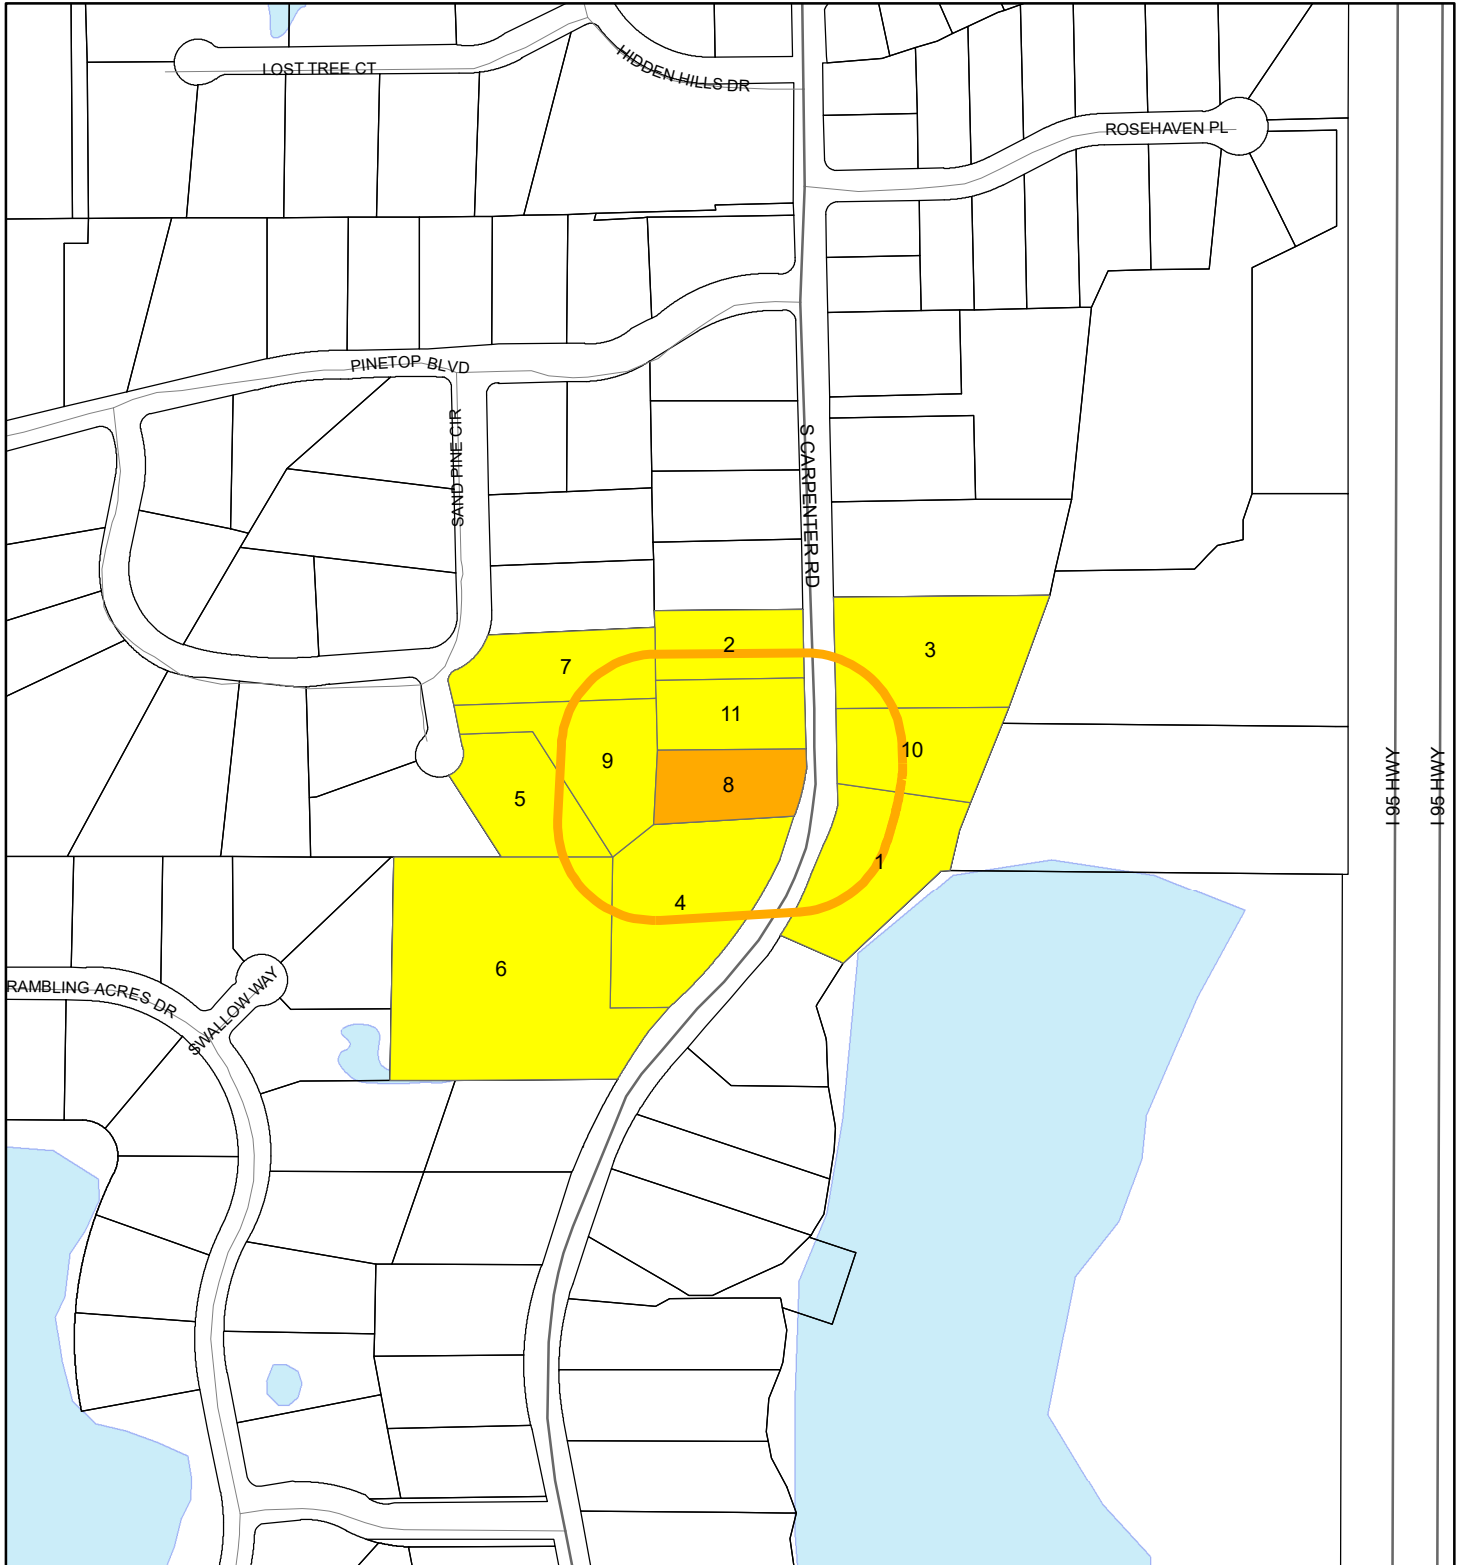 LOST TREE CT
HIDDEN HILLS DR
ROSEHAVEN PL
PINETOP BLVD
SAND PINE CIR
S CARPENTER RD
2
3
7
11
10
9
8
5
1
4
6
I 95 HWY
I 95 HWY
RAMBLING ACRES DR
SWALLOW WAY